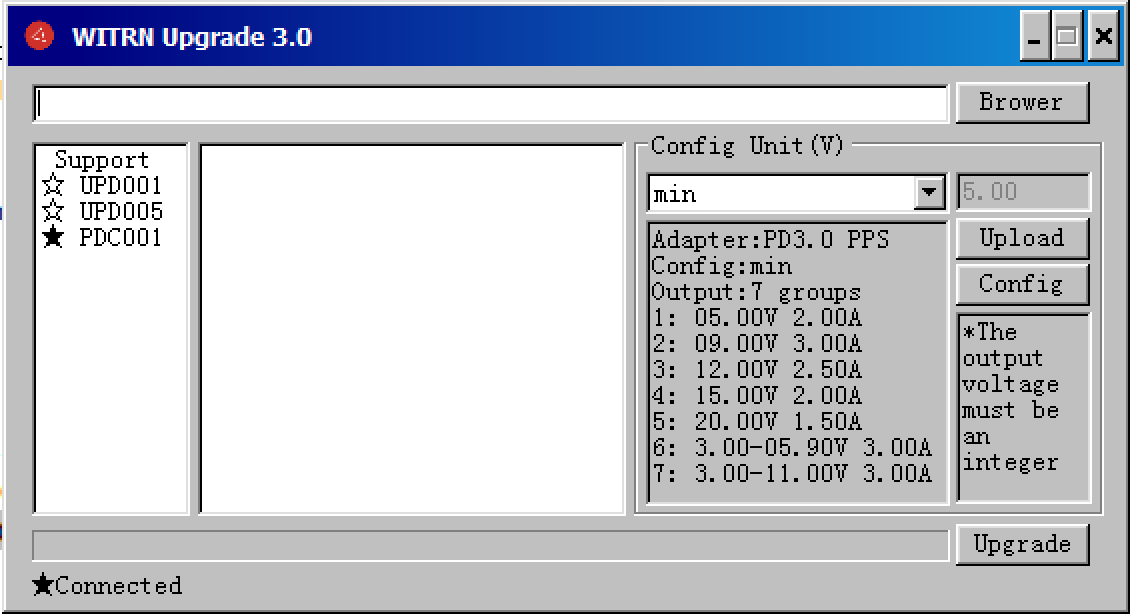 WITRN Upgrade 3.0
Brower
Support
☆ UPD001
☆ UPD005
★ PDC001
Config Unit(V)
min
5.00
Adapter:PD3.0 PPS
Config:min
Output:7 groups
1: 05.00V 2.00A
2: 09.00V 3.00A
3: 12.00V 2.50A
4: 15.00V 2.00A
5: 20.00V 1.50A
6: 3.00-05.90V 3.00A
7: 3.00-11.00V 3.00A
Upload
Config
*The
output
voltage
must be
an
integer
Upgrade
★Connected